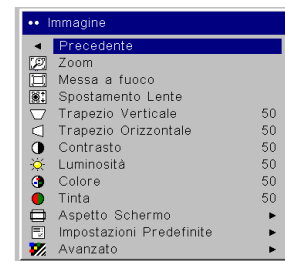 •• Immagine
◄ Precedente
Zoom
Messa a fuoco
Spostamento Lente
Trapezio Verticale 50
Trapezio Orizzontale 50
Contrasto 50
Luminosità 50
Colore 50
Tinta 50
Aspetto Schermo ►
Impostazioni Predefinite ►
Avanzato ►